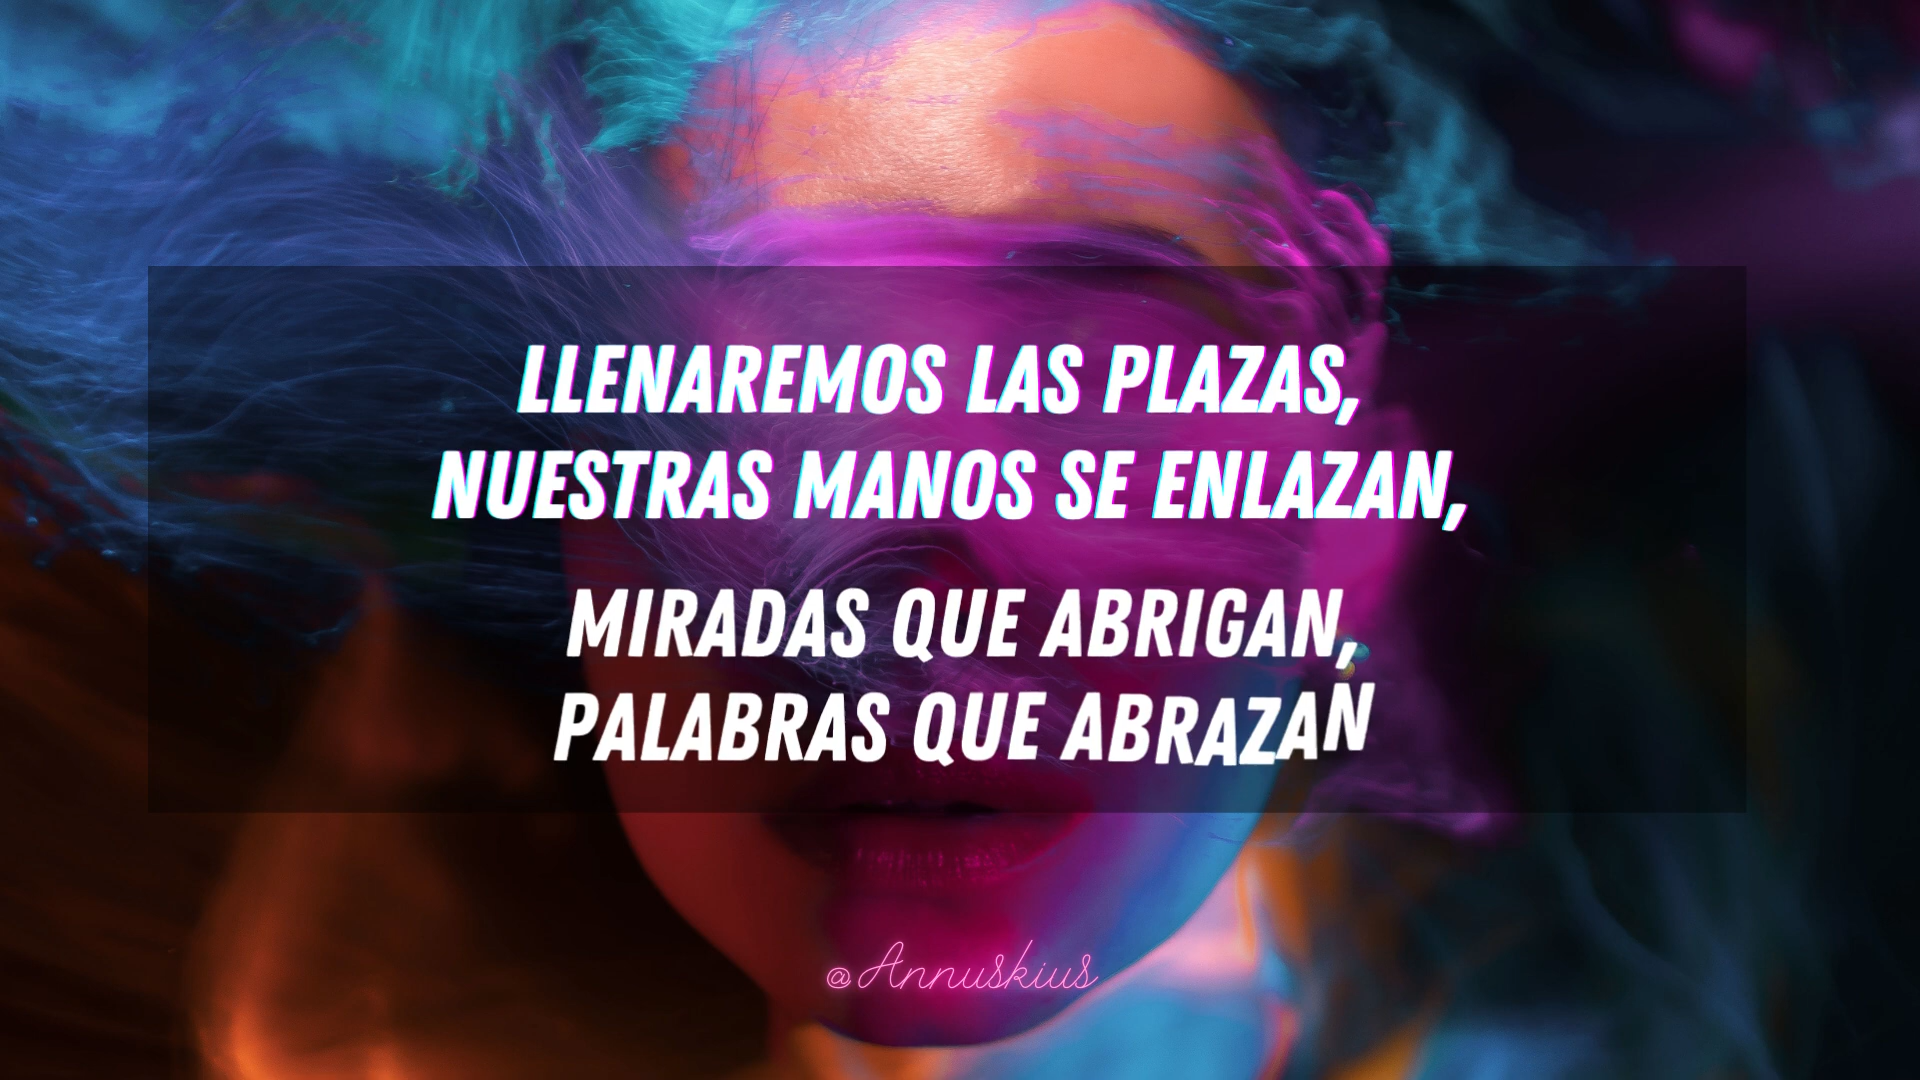 LLENAREMOS LAS PLAZAS,
NUESTRAS MANOS SE ENLAZAN,
MIRADAS QUE ABRIGAN,
PALABRAS QUE ABRAZAN
@Annuskius